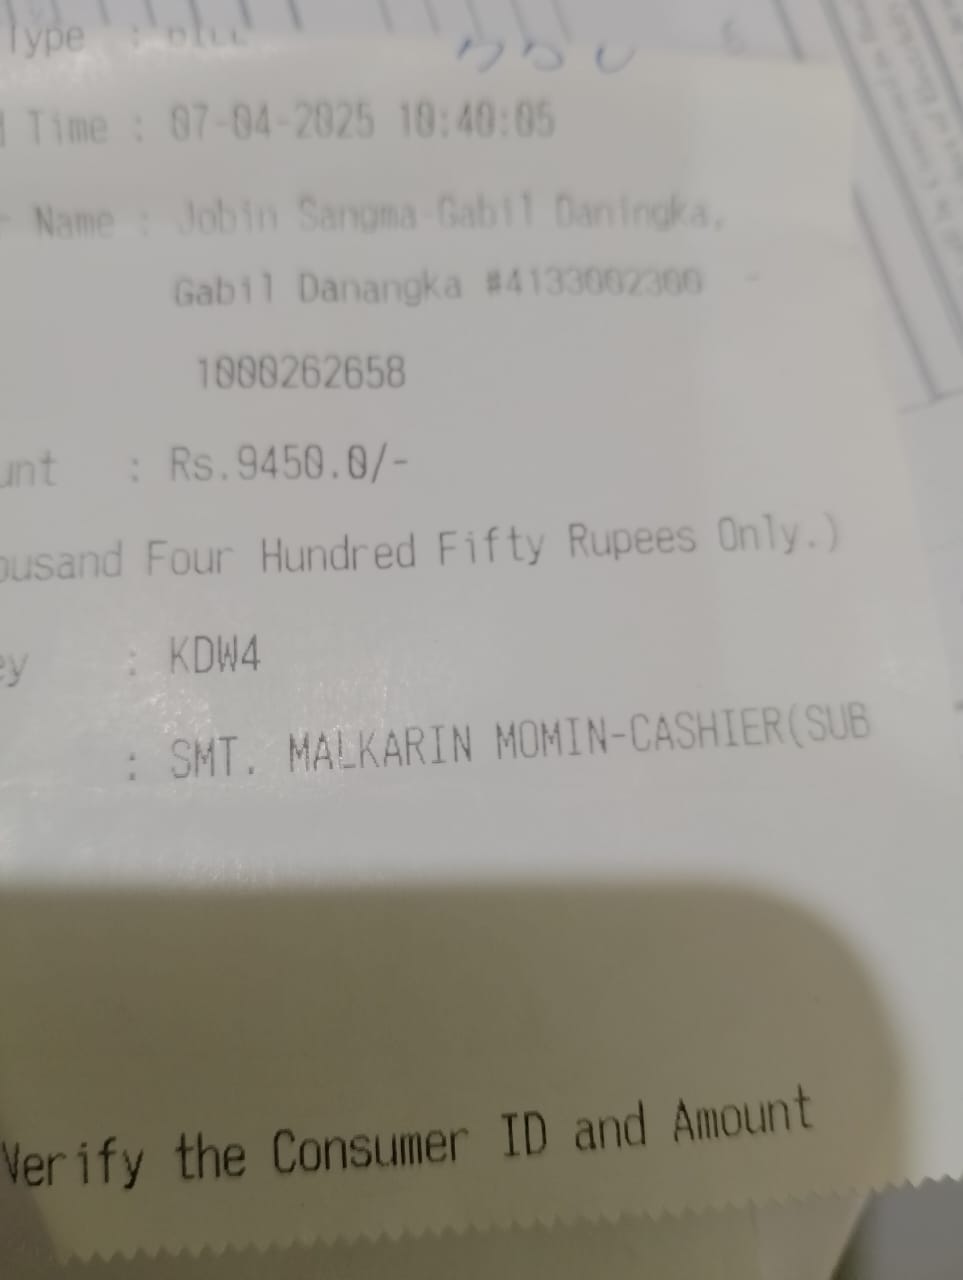 Type :
Time : 07-04-2025 10:40:05
Name : Jobin Sangma Gabil Daningka,
Gabil Danangka #4133002300
1000262658
unt : Rs.9450.0/-
ousand Four Hundred Fifty Rupees Only.)
ey : KDW4
: SMT. MALKARIN MOMIN-CASHIER(SUB
Verify the Consumer ID and Amount